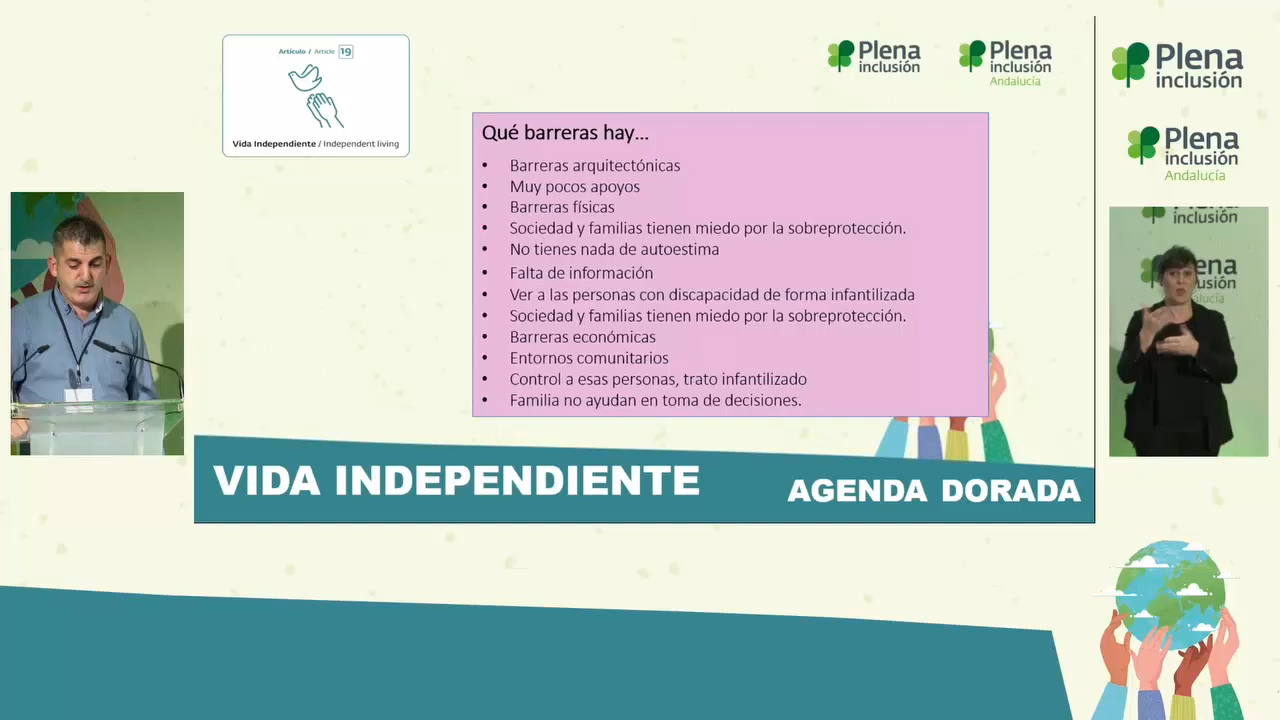 Artículo / Article 19
Vida Independiente / Independent living
Plena
inclusión
Plena
inclusión
Andalucía
Qué barreras hay...
• Barreras arquitectónicas
• Muy pocos apoyos
• Barreras físicas
• Sociedad y familias tienen miedo por la sobreprotección.
• No tienes nada de autoestima
• Falta de información
• Ver a las personas con discapacidad de forma infantilizada
• Sociedad y familias tienen miedo por la sobreprotección.
• Barreras económicas
• Entornos comunitarios
• Control a esas personas, trato infantilizado
• Familia no ayudan en toma de decisiones.
VIDA INDEPENDIENTE
AGENDA DORADA
Plena
inclusión
Plena
inclusión
Andalucía
inclusión